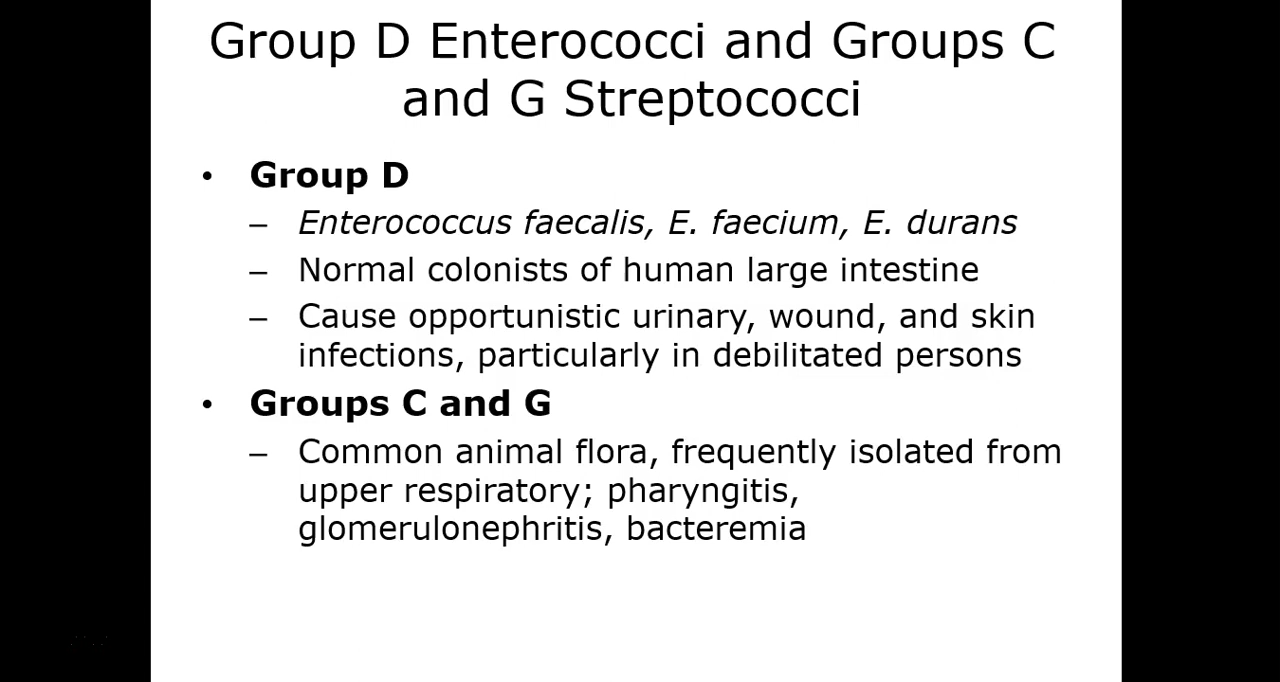 Group D Enterococci and Groups C
and G Streptococci
• Group D
– Enterococcus faecalis, E. faecium, E. durans
– Normal colonists of human large intestine
– Cause opportunistic urinary, wound, and skin
infections, particularly in debilitated persons
• Groups C and G
– Common animal flora, frequently isolated from
upper respiratory; pharyngitis,
glomerulonephritis, bacteremia